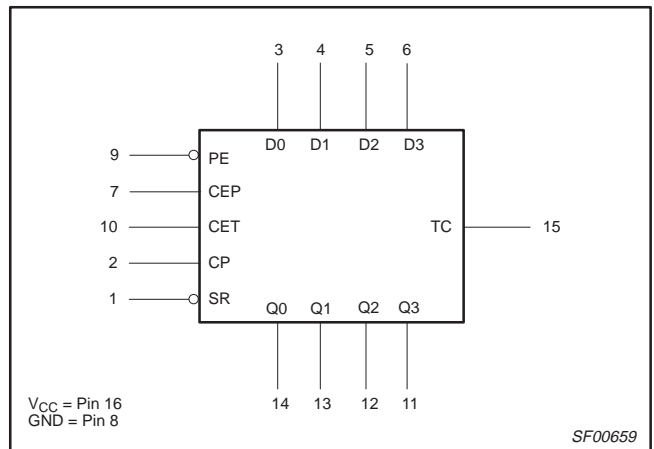 3 4 5 6
D0 D1 D2 D3
9 PE
7 CEP
10 CET TC 15
2 CP
1 SR
Q0 Q1 Q2 Q3
14 13 12 11
VCC = Pin 16
GND = Pin 8
SF00659